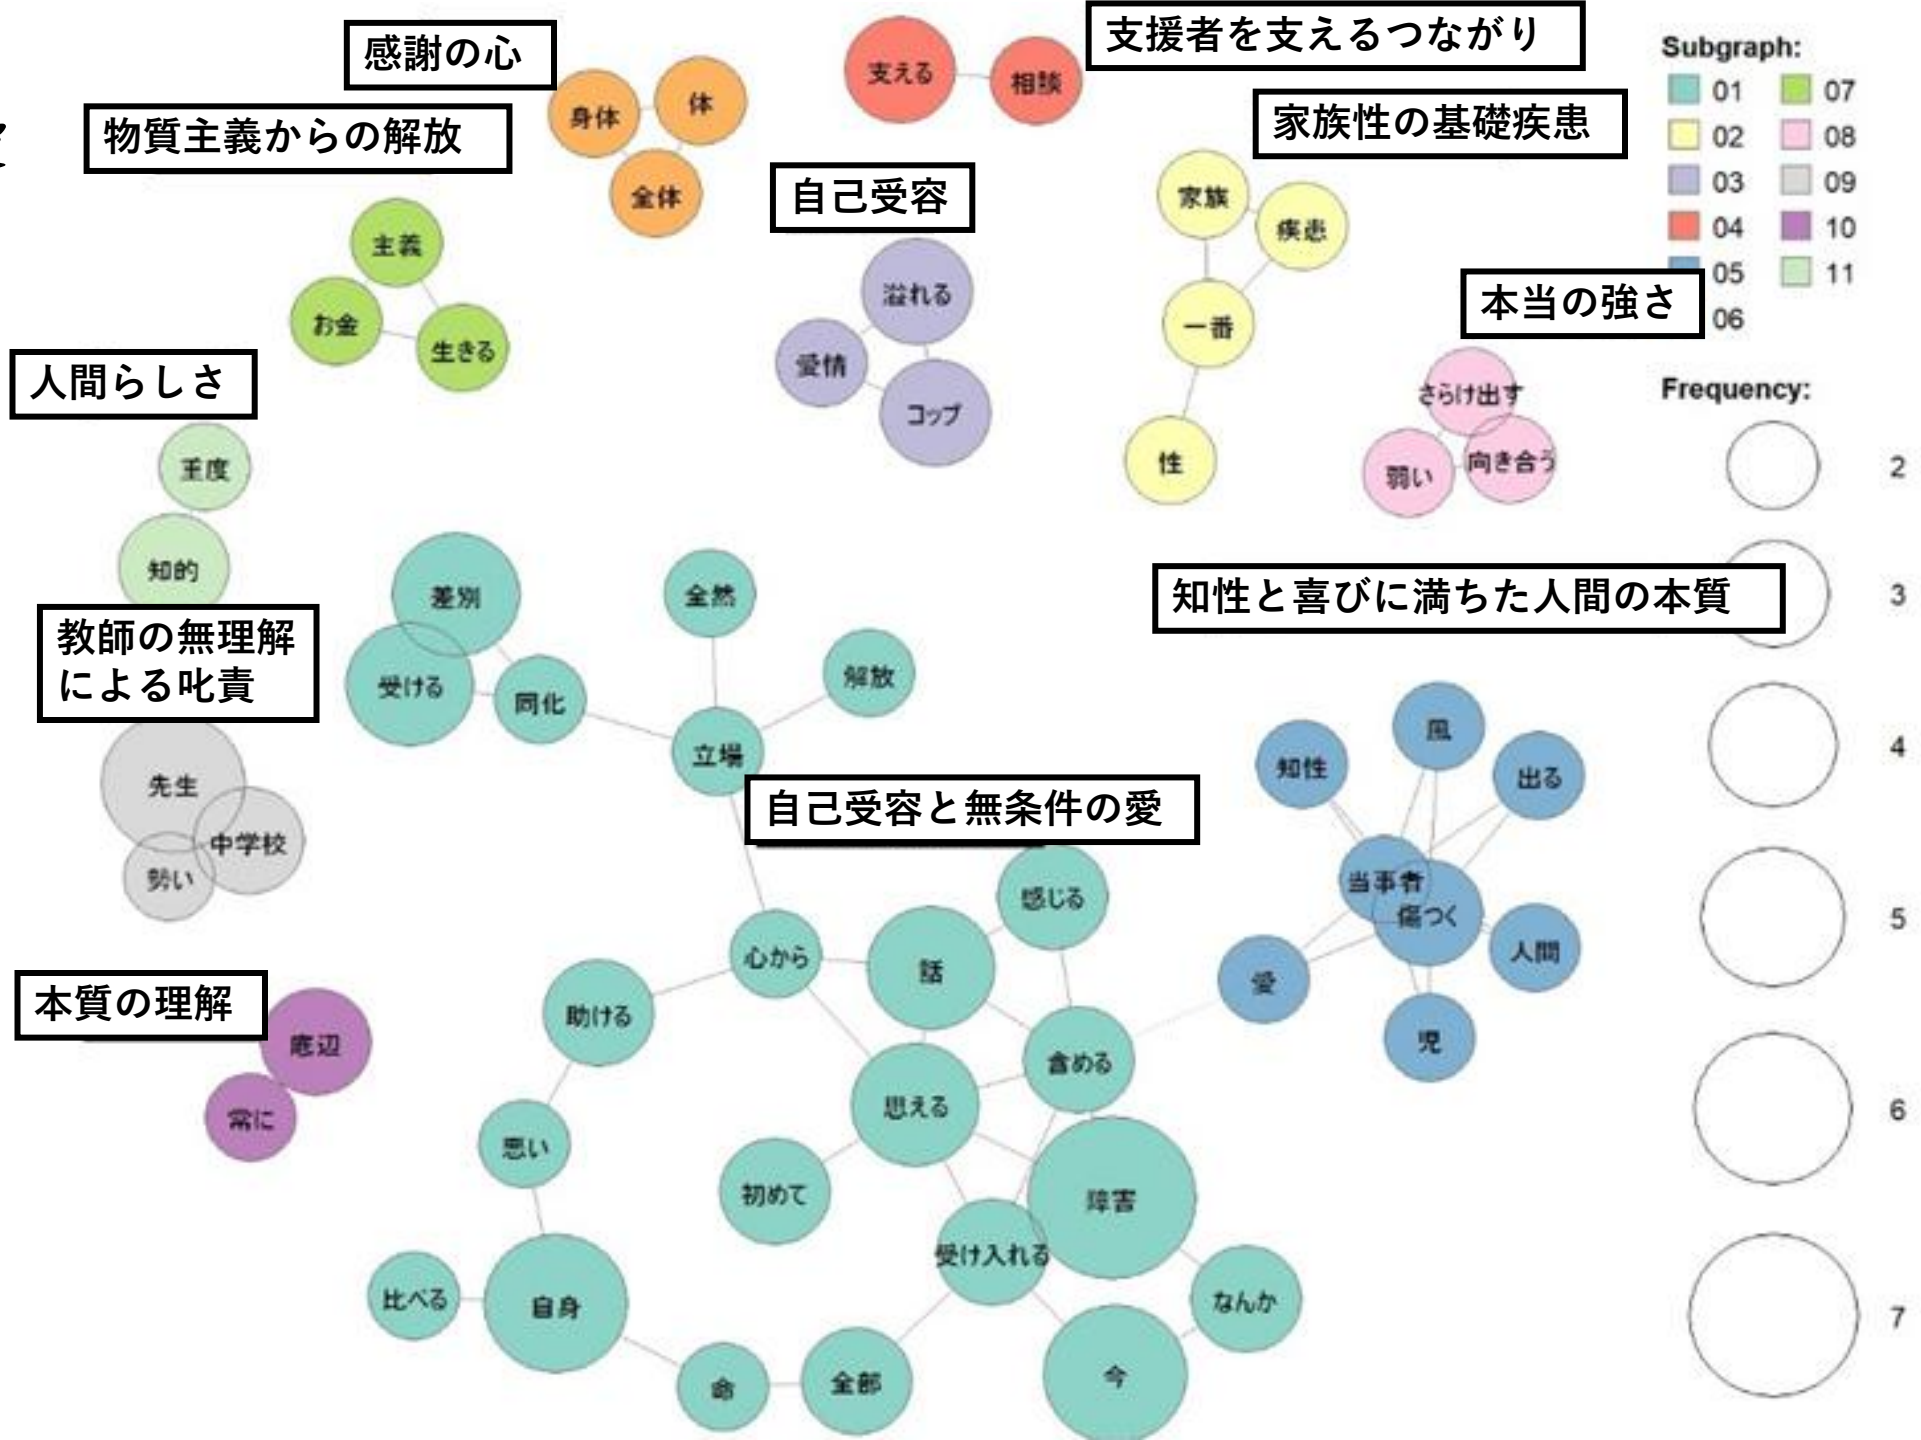 感謝の心
支援者を支えるつながり
物質主義からの解放
家族性の基礎疾患
自己受容
本当の強さ
人間らしさ
知性と喜びに満ちた人間の本質
教師の無理解
による叱責
自己受容と無条件の愛
本質の理解
身体
体
全体
支える
相談
主義
お金
生きる
溢れる
愛情
コップ
家族
疾患
一番
性
さらけ出す
弱い
向き合う
重度
知的
差別
受ける
同化
全然
解放
立場
先生
中学校
勢い
知性
風
出る
当事者
傷つく
人間
愛
児
感じる
心から
話
助ける
含める
思える
悪い
初めて
障害
受け入れる
比べる
自身
なんか
命
全部
今
底辺
常に
Subgraph:
01
02
03
04
05
06
07
08
09
10
11
Frequency:
2
3
4
5
6
7